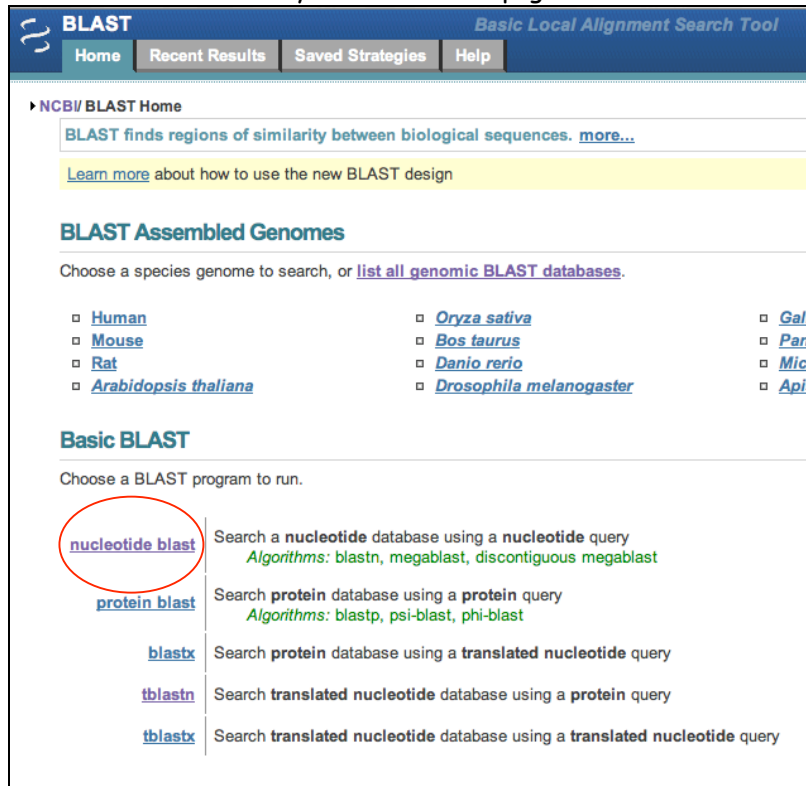 BLAST Basic Local Alignment Search Tool
Home Recent Results Saved Strategies Help
NCBI/ BLAST Home
BLAST finds regions of similarity between biological sequences. more...
Learn more about how to use the new BLAST design
BLAST Assembled Genomes
Choose a species genome to search, or list all genomic BLAST databases.
Human Oryza sativa Gal
Mouse Bos taurus Pan
Rat Danio rerio Mic
Arabidopsis thaliana Drosophila melanogaster Api
Basic BLAST
Choose a BLAST program to run.
nucleotide blast Search a nucleotide database using a nucleotide query
Algorithms: blastn, megablast, discontiguous megablast
protein blast Search protein database using a protein query
Algorithms: blastp, psi-blast, phi-blast
blastx Search protein database using a translated nucleotide query
tblastn Search translated nucleotide database using a protein query
tblastx Search translated nucleotide database using a translated nucleotide query